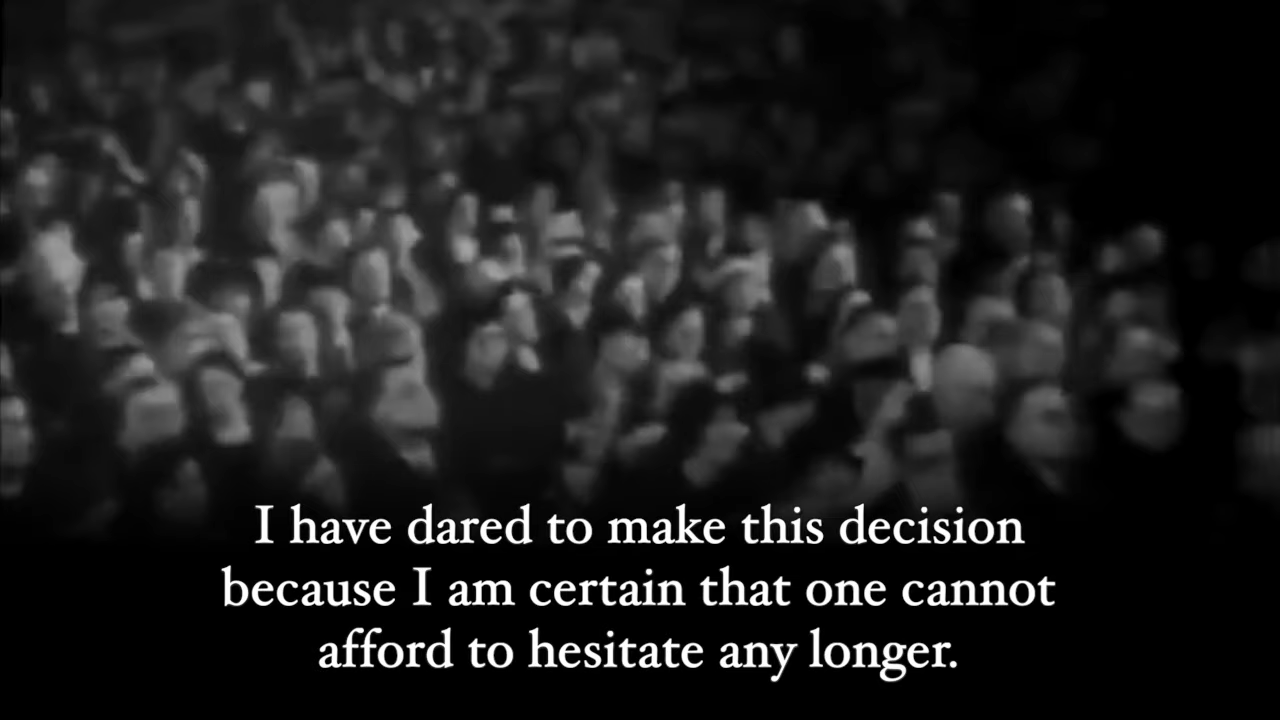 I have dared to make this decision
because I am certain that one cannot
afford to hesitate any longer.